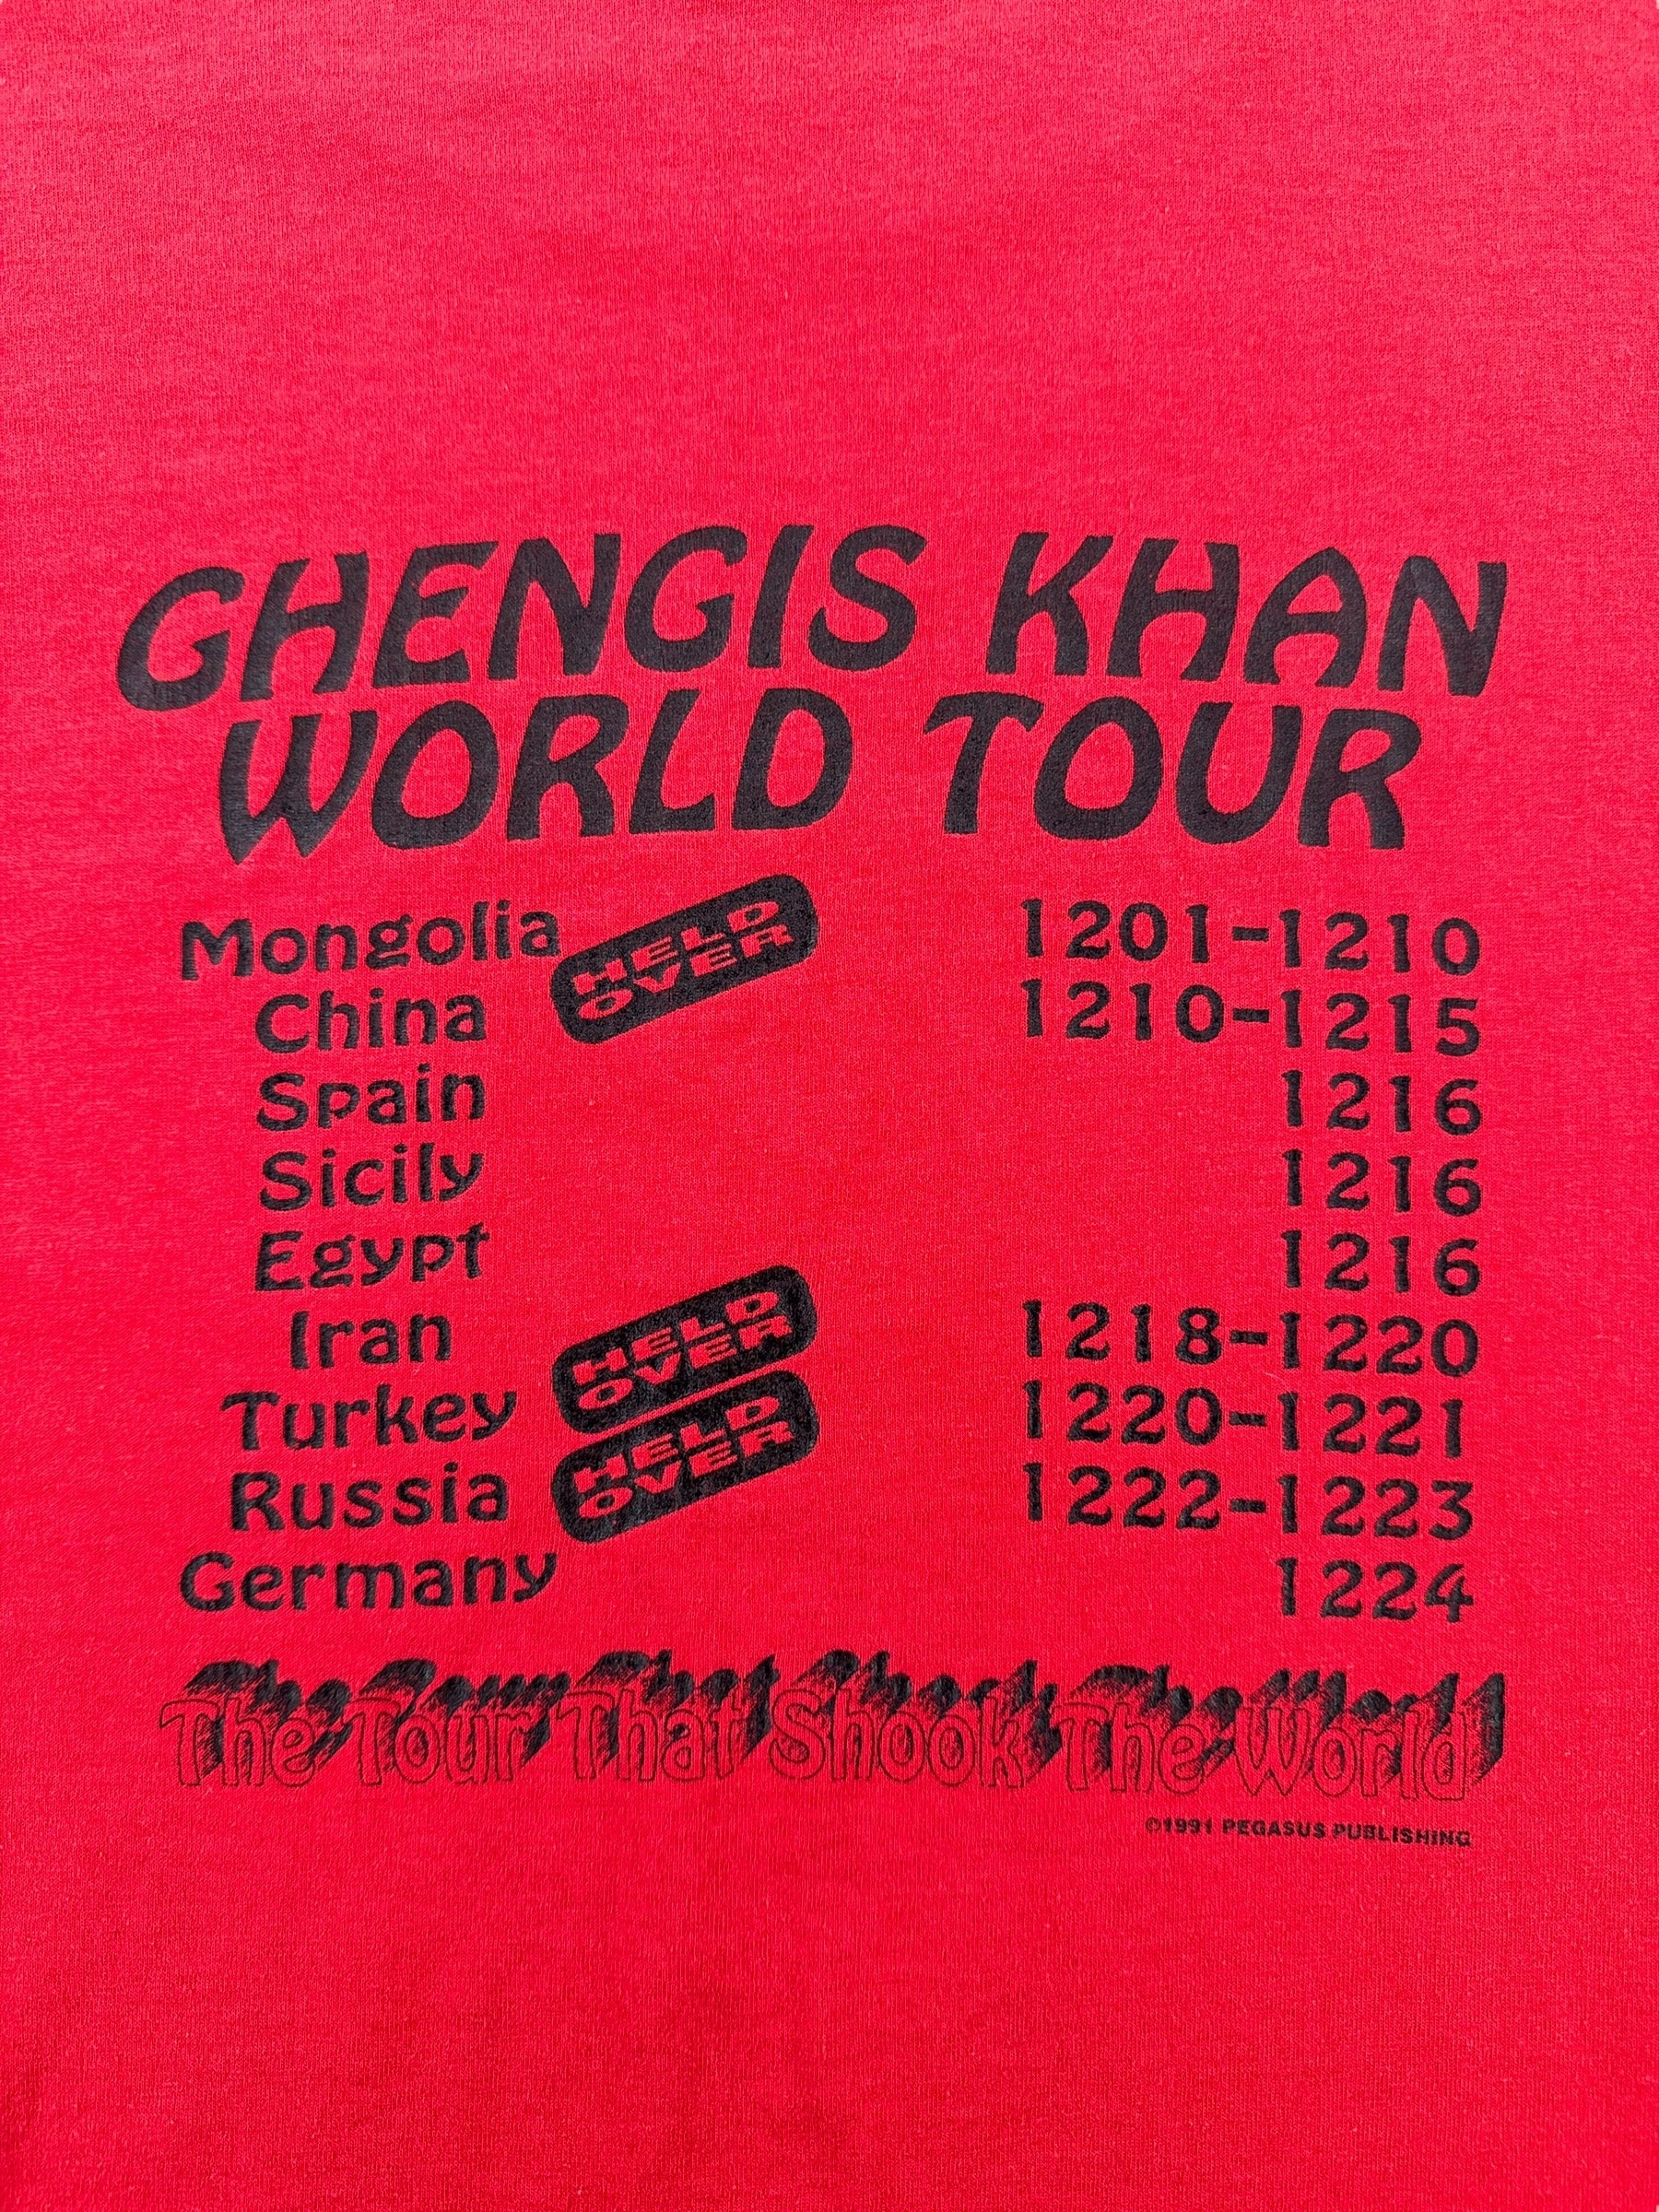 GHENGIS KHAN
WORLD TOUR
Mongolia HELD OVER 1201-1210
China 1210-1215
Spain 1216
Sicily 1216
Egypt 1216
Iran HELD OVER 1218-1220
Turkey HELD OVER 1220-1221
Russia 1222-1223
Germany 1224
The Tour That Shook The World
©1991 PEGASUS PUBLISHING